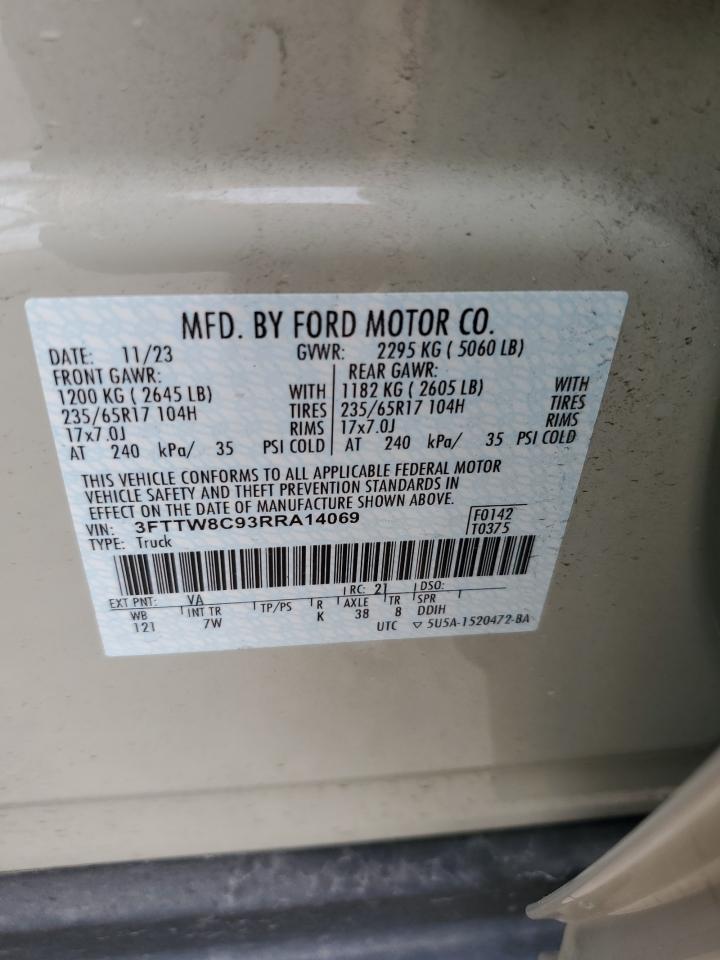 MFD. BY FORD MOTOR CO.
DATE: 11/23 GVWR: 2295 KG ( 5060 LB)
FRONT GAWR: REAR GAWR:
1200 KG ( 2645 LB) WITH 1182 KG ( 2605 LB) WITH
235/65R17 104H TIRES 235/65R17 104H TIRES
17x7.0J RIMS 17x7.0J RIMS
AT 240 kPa/ 35 PSI COLD AT 240 kPa/ 35 PSI COLD
THIS VEHICLE CONFORMS TO ALL APPLICABLE FEDERAL MOTOR
VEHICLE SAFETY AND THEFT PREVENTION STANDARDS IN
EFFECT ON THE DATE OF MANUFACTURE SHOWN ABOVE.
VIN: 3FTTW8C93RRA14069 F0142
TYPE: Truck T0375
EXT PNT: VA RC: 21 DSO:
WB INT TR TP/PS R AXLE TR SPR
121 7W K 38 8 DDIH
UTC ▽ 5U5A-1520472-BA